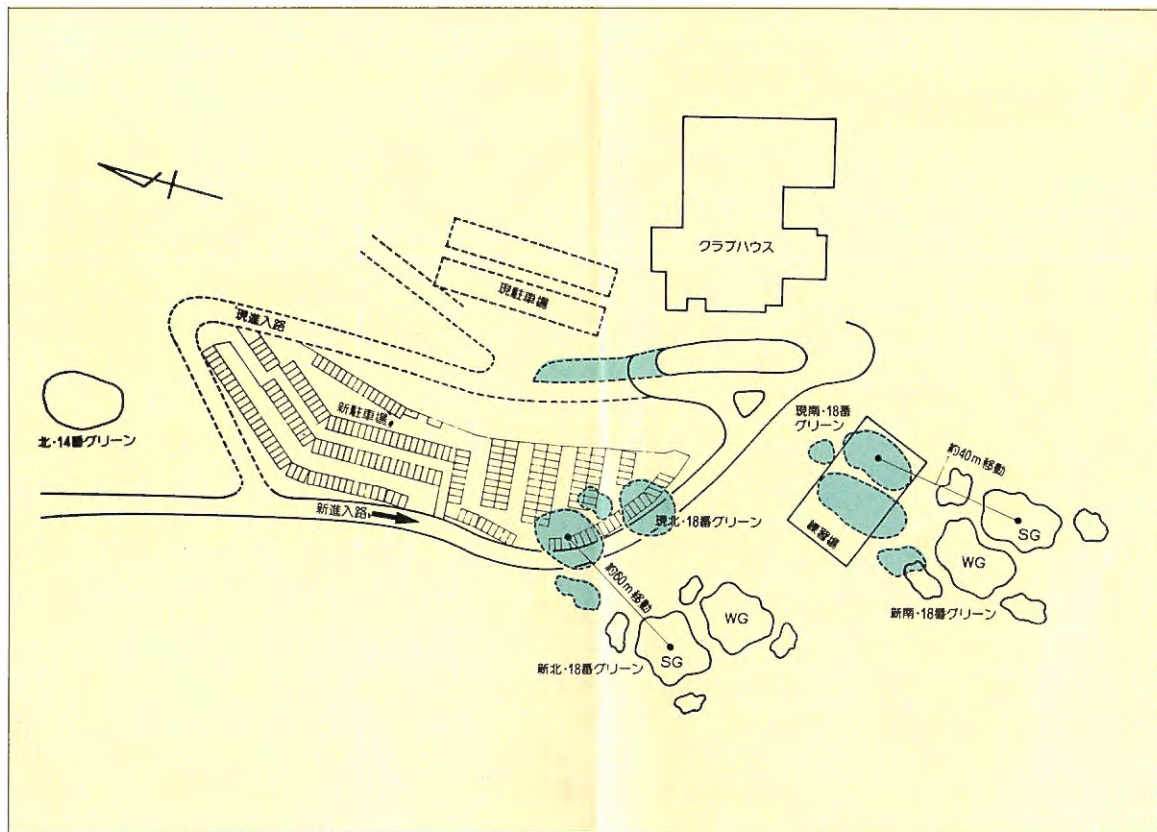 クラブハウス
現駐車場
現進入路
新駐車場
北・14番グリーン
新進入路
現南・18番
グリーン
約40m移動
現北・18番グリーン
練習場
SG
WG
新南・18番グリーン
約60m移動
WG
SG
新北・18番グリーン